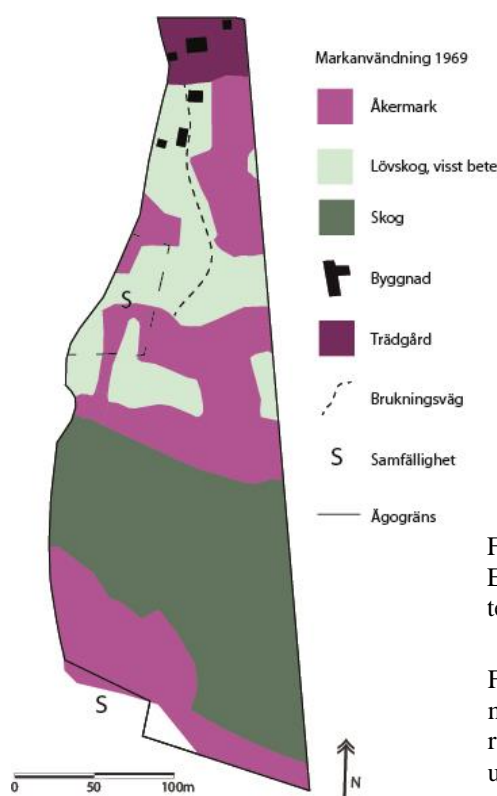 Markanvändning 1969
Åkermark
Lövskog, visst bete
Skog
Byggnad
Trädgård
Brukningsväg
S Samfällighet
Ägogräns
S
S
0 50 100m
N
F
E
F
n
r
u